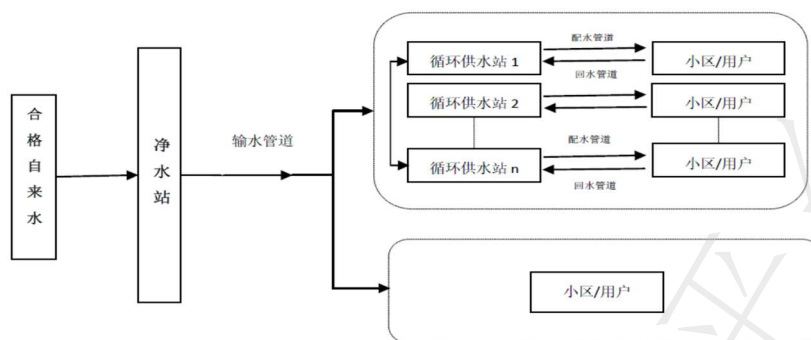 合格自来水
净水站
输水管道
循环供水站 1
配水管道
回水管道
小区/用户
循环供水站 2
小区/用户
循环供水站 n
配水管道
回水管道
小区/用户
小区/用户